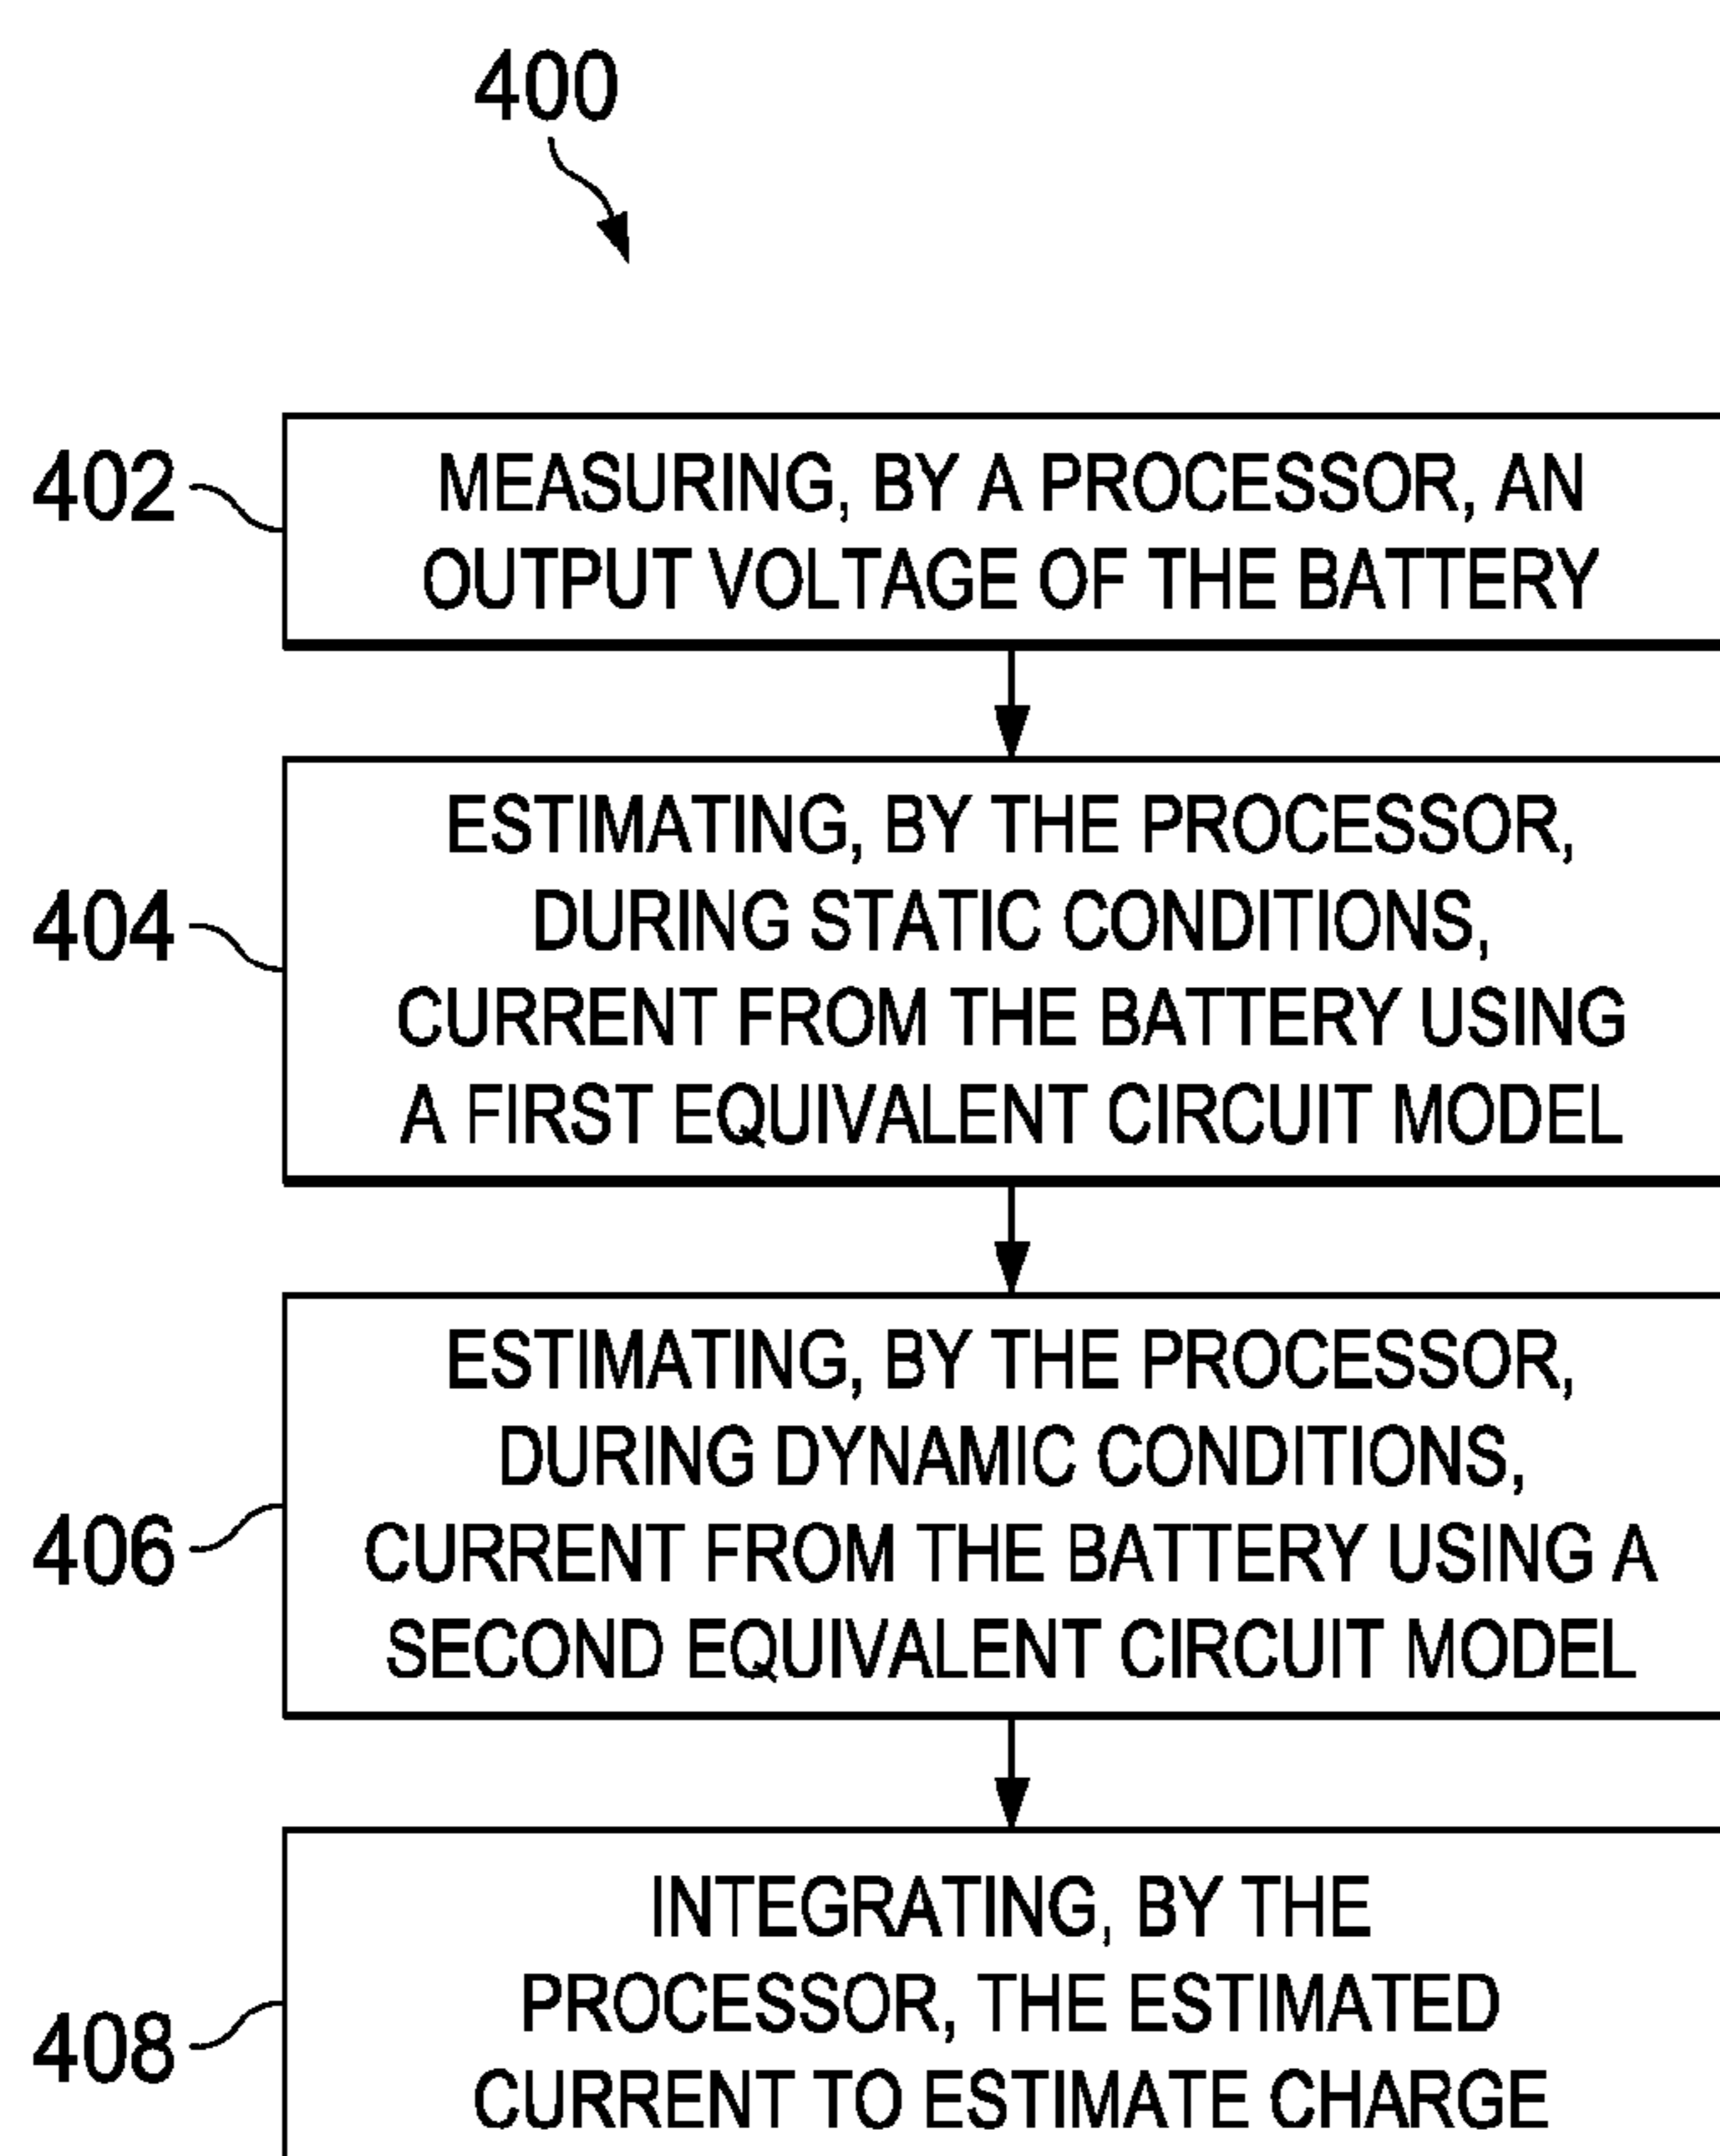 400
402
MEASURING, BY A PROCESSOR, AN
OUTPUT VOLTAGE OF THE BATTERY
404
ESTIMATING, BY THE PROCESSOR,
DURING STATIC CONDITIONS,
CURRENT FROM THE BATTERY USING
A FIRST EQUIVALENT CIRCUIT MODEL
406
ESTIMATING, BY THE PROCESSOR,
DURING DYNAMIC CONDITIONS,
CURRENT FROM THE BATTERY USING A
SECOND EQUIVALENT CIRCUIT MODEL
408
INTEGRATING, BY THE
PROCESSOR, THE ESTIMATED
CURRENT TO ESTIMATE CHARGE